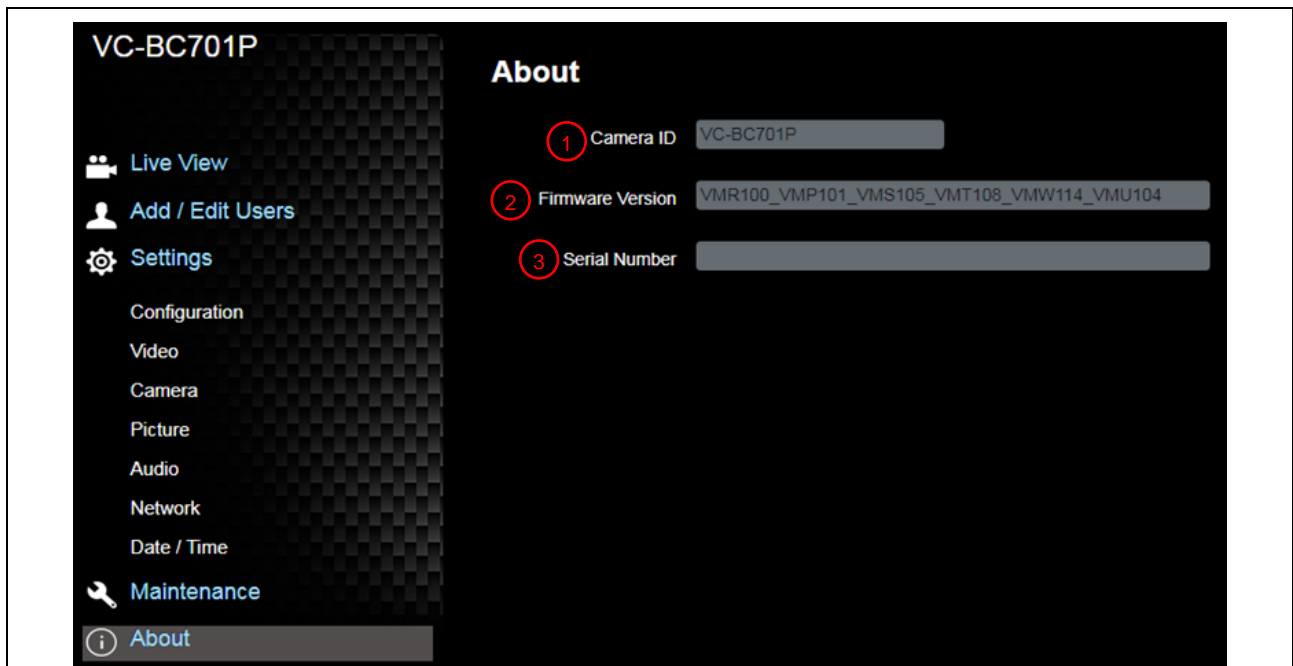 VC-BC701P
Live View
Add / Edit Users
Settings
Configuration
Video
Camera
Picture
Audio
Network
Date / Time
Maintenance
About
About
1 Camera ID VC-BC701P
2 Firmware Version VMR100_VMP101_VMS105_VMT108_VMW114_VMU104
3 Serial Number